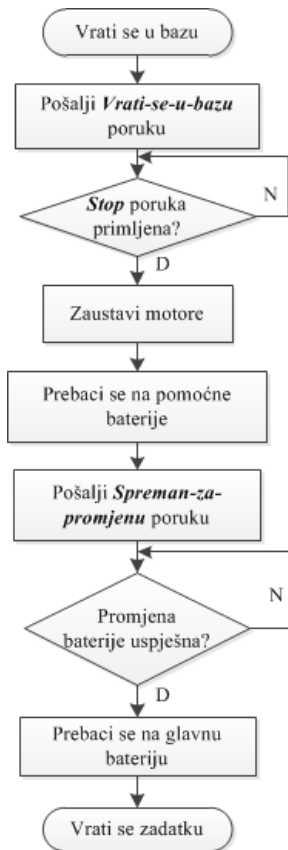 Vrati se u bazu
Pošalji Vrati-se-u-bazu
poruku
Stop poruka
primljena?
N
D
Zaustavi motore
Prebaci se na pomoćne
baterije
Pošalji Spreman-za-
promjenu poruku
Promjena
baterije uspješna?
N
D
Prebaci se na glavnu
bateriju
Vrati se zadatku